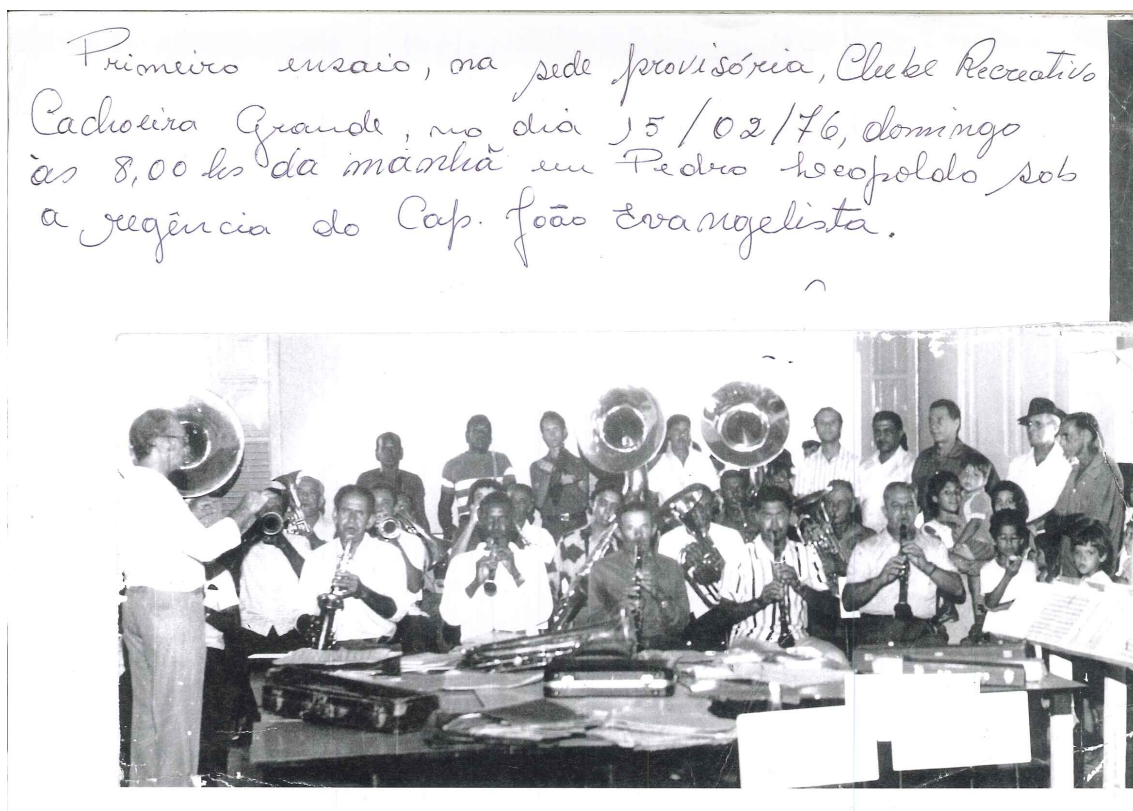 Primeiro ensaio, na sede provisória, Clube Recreativo
Cachoeira Grande, no dia 15/02/76, domingo
às 8,00 hs da manhã em Pedro Leopoldo sob
a regência do Cap. João Evangelista.